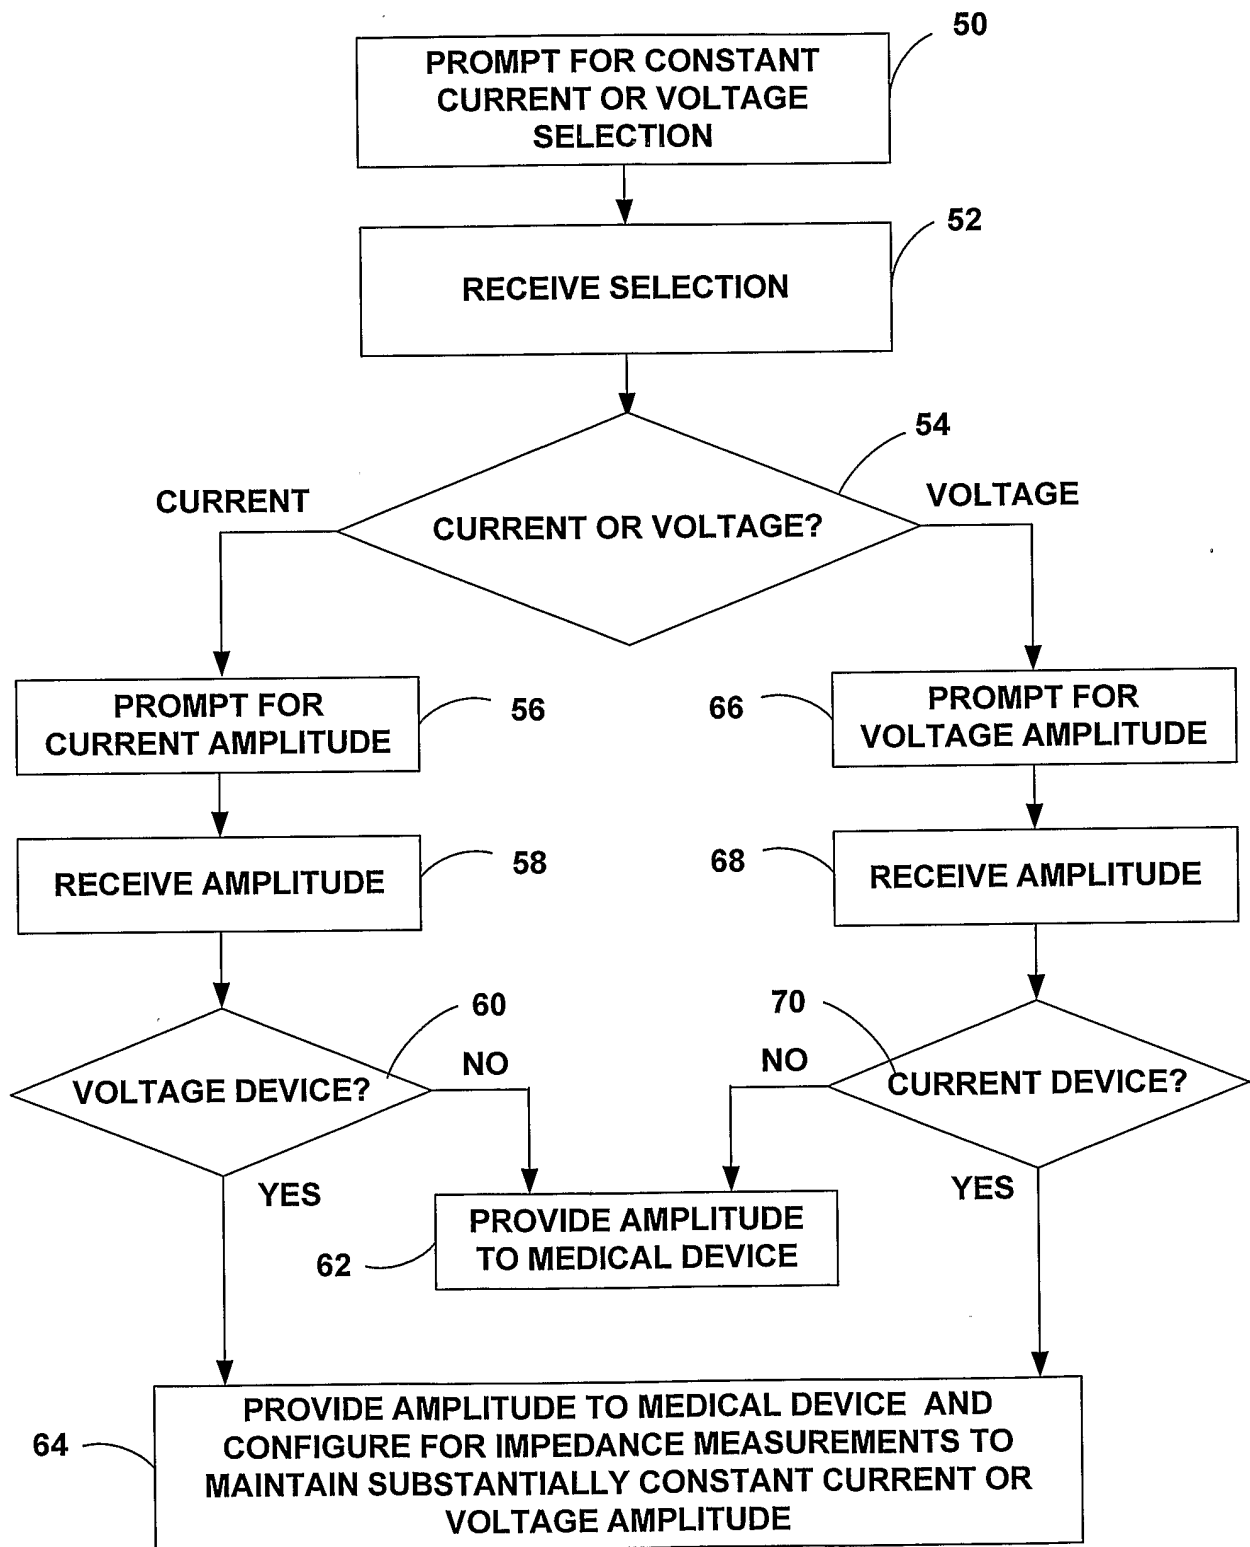 50
PROMPT FOR CONSTANT
CURRENT OR VOLTAGE
SELECTION
52
RECEIVE SELECTION
54
CURRENT
VOLTAGE
CURRENT OR VOLTAGE?
PROMPT FOR
CURRENT AMPLITUDE
56
66
PROMPT FOR
VOLTAGE AMPLITUDE
RECEIVE AMPLITUDE
58
68
RECEIVE AMPLITUDE
60
70
VOLTAGE DEVICE?
NO
NO
CURRENT DEVICE?
YES
YES
PROVIDE AMPLITUDE
TO MEDICAL DEVICE
62
64
PROVIDE AMPLITUDE TO MEDICAL DEVICE AND
CONFIGURE FOR IMPEDANCE MEASUREMENTS TO
MAINTAIN SUBSTANTIALLY CONSTANT CURRENT OR
VOLTAGE AMPLITUDE